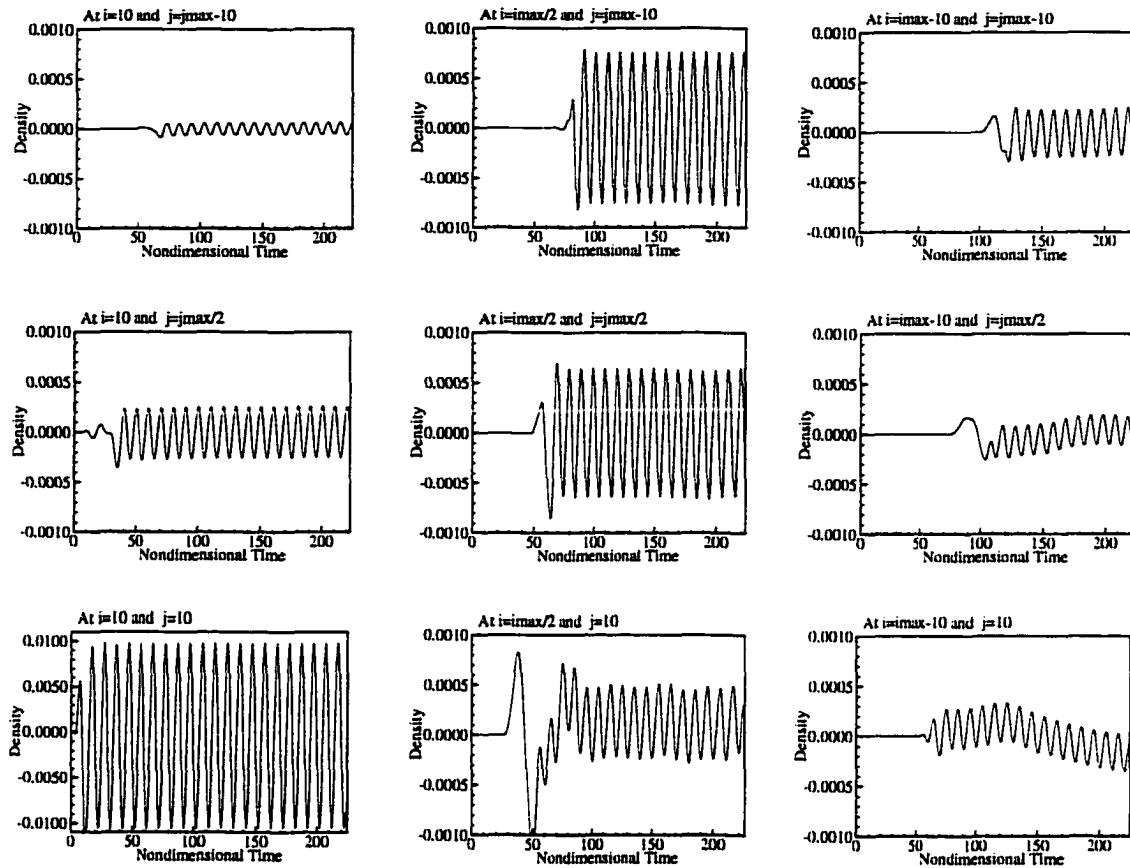 At i=10 and j=jmax-10
0.0010
0.0005
0.0000
-0.0005
-0.0010
Density
0 50 100 150 200
Nondimensional Time
At i=imax/2 and j=jmax-10
0.0010
0.0005
0.0000
-0.0005
-0.0010
Density
0 50 100 150 200
Nondimensional Time
At i=imax-10 and j=jmax-10
0.0010
0.0005
0.0000
-0.0005
-0.0010
Density
0 50 100 150 200
Nondimensional Time
At i=10 and j=jmax/2
0.0010
0.0005
0.0000
-0.0005
-0.0010
Density
0 50 100 150 200
Nondimensional Time
At i=imax/2 and j=jmax/2
0.0010
0.0005
0.0000
-0.0005
-0.0010
Density
0 50 100 150 200
Nondimensional Time
At i=imax-10 and j=jmax/2
0.0010
0.0005
0.0000
-0.0005
-0.0010
Density
0 50 100 150 200
Nondimensional Time
At i=10 and j=10
0.0100
0.0050
0.0000
-0.0050
-0.0100
Density
0 50 100 150 200
Nondimensional Time
At i=imax/2 and j=10
0.0010
0.0005
0.0000
-0.0005
-0.0010
Density
0 50 100 150 200
Nondimensional Time
At i=imax-10 and j=10
0.0010
0.0005
0.0000
-0.0005
-0.0010
Density
0 50 100 150 200
Nondimensional Time